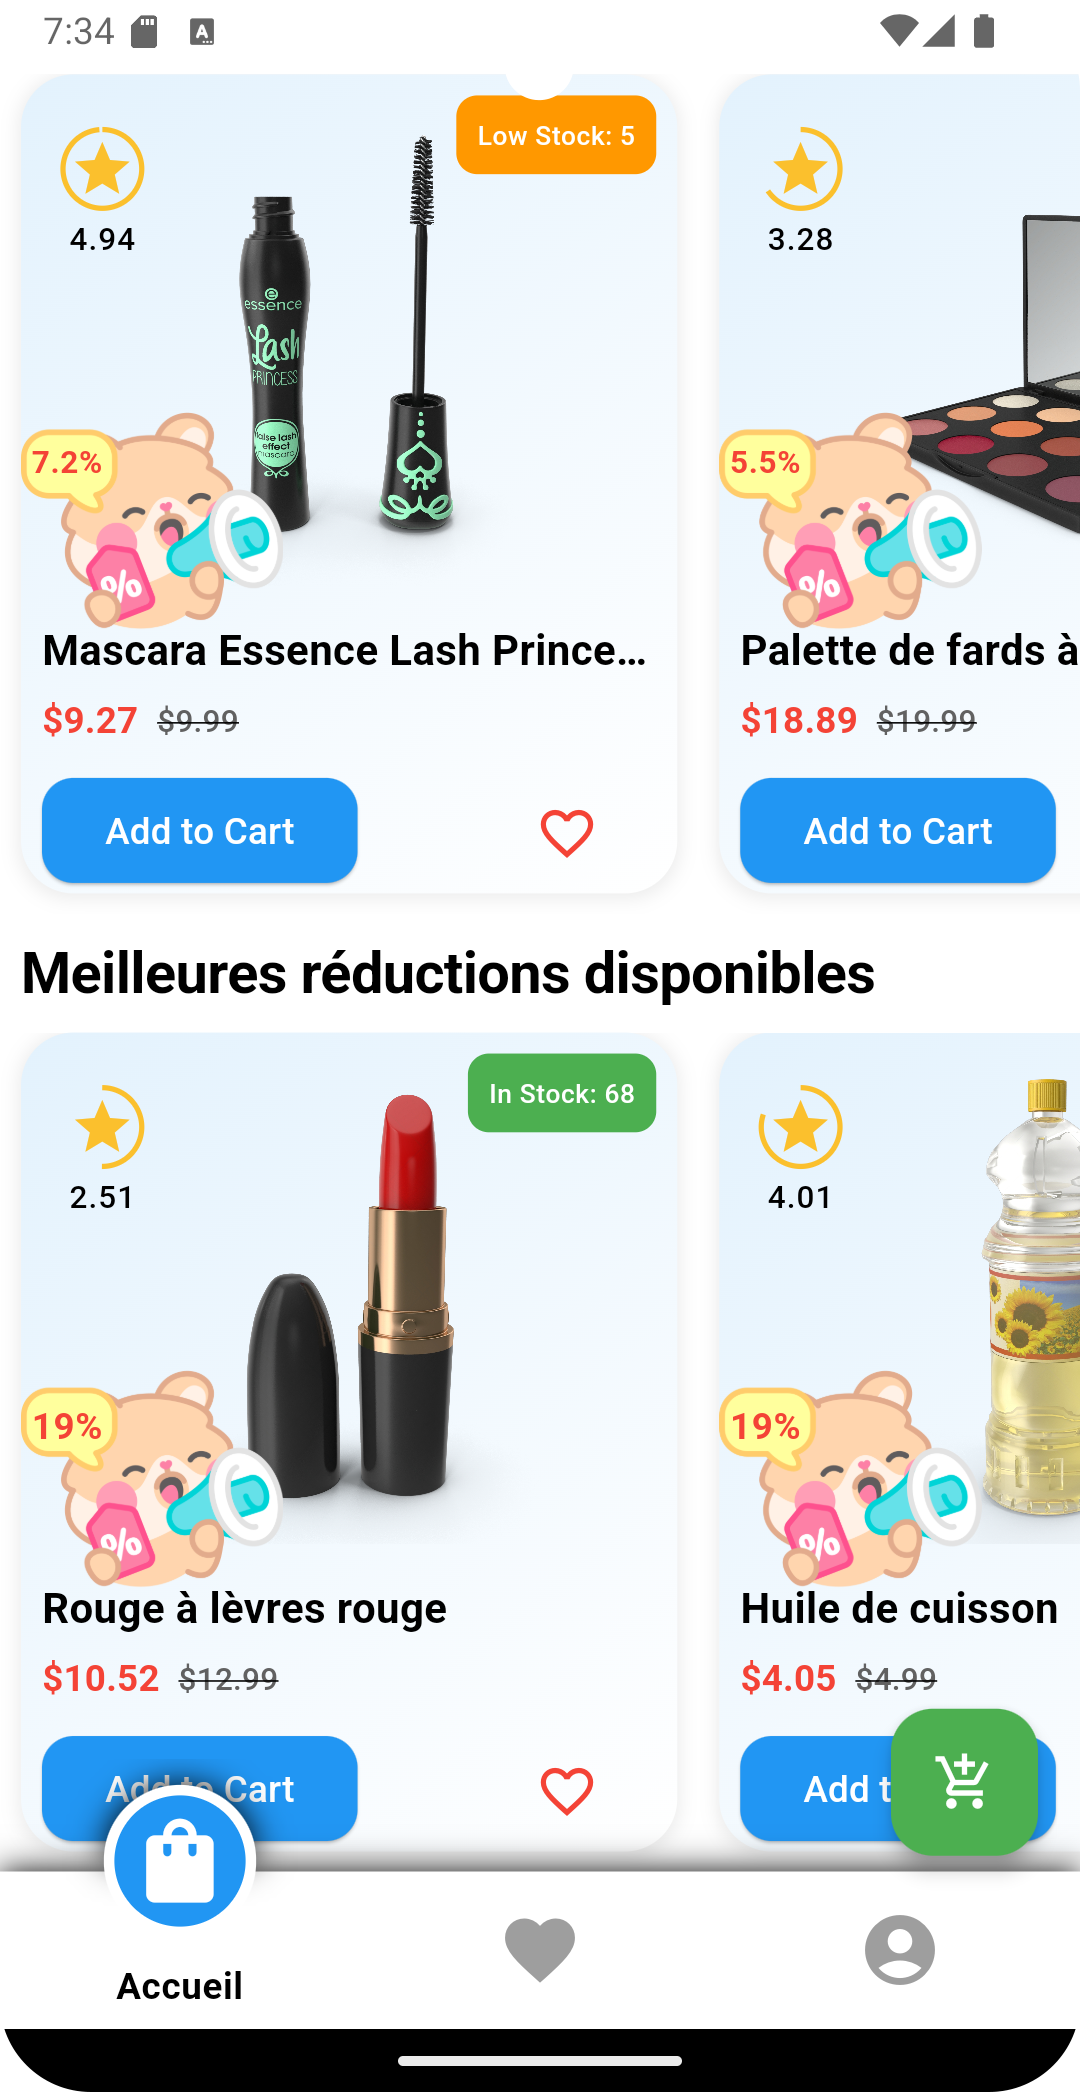 7:34
A
Low Stock: 5
4.94
3.28
essence
Lash
PRINCESS
false lash
effect
mascara
7.2%
5.5%
%
%
Mascara Essence Lash Prince...
Palette de fards à
$9.27 $9.99
$18.89 $19.99
Add to Cart
Add to Cart
Meilleures réductions disponibles
In Stock: 68
2.51
4.01
19%
19%
%
%
Rouge à lèvres rouge
Huile de cuisson
$10.52 $12.99
$4.05 $4.99
Add to Cart
Add t
Accueil